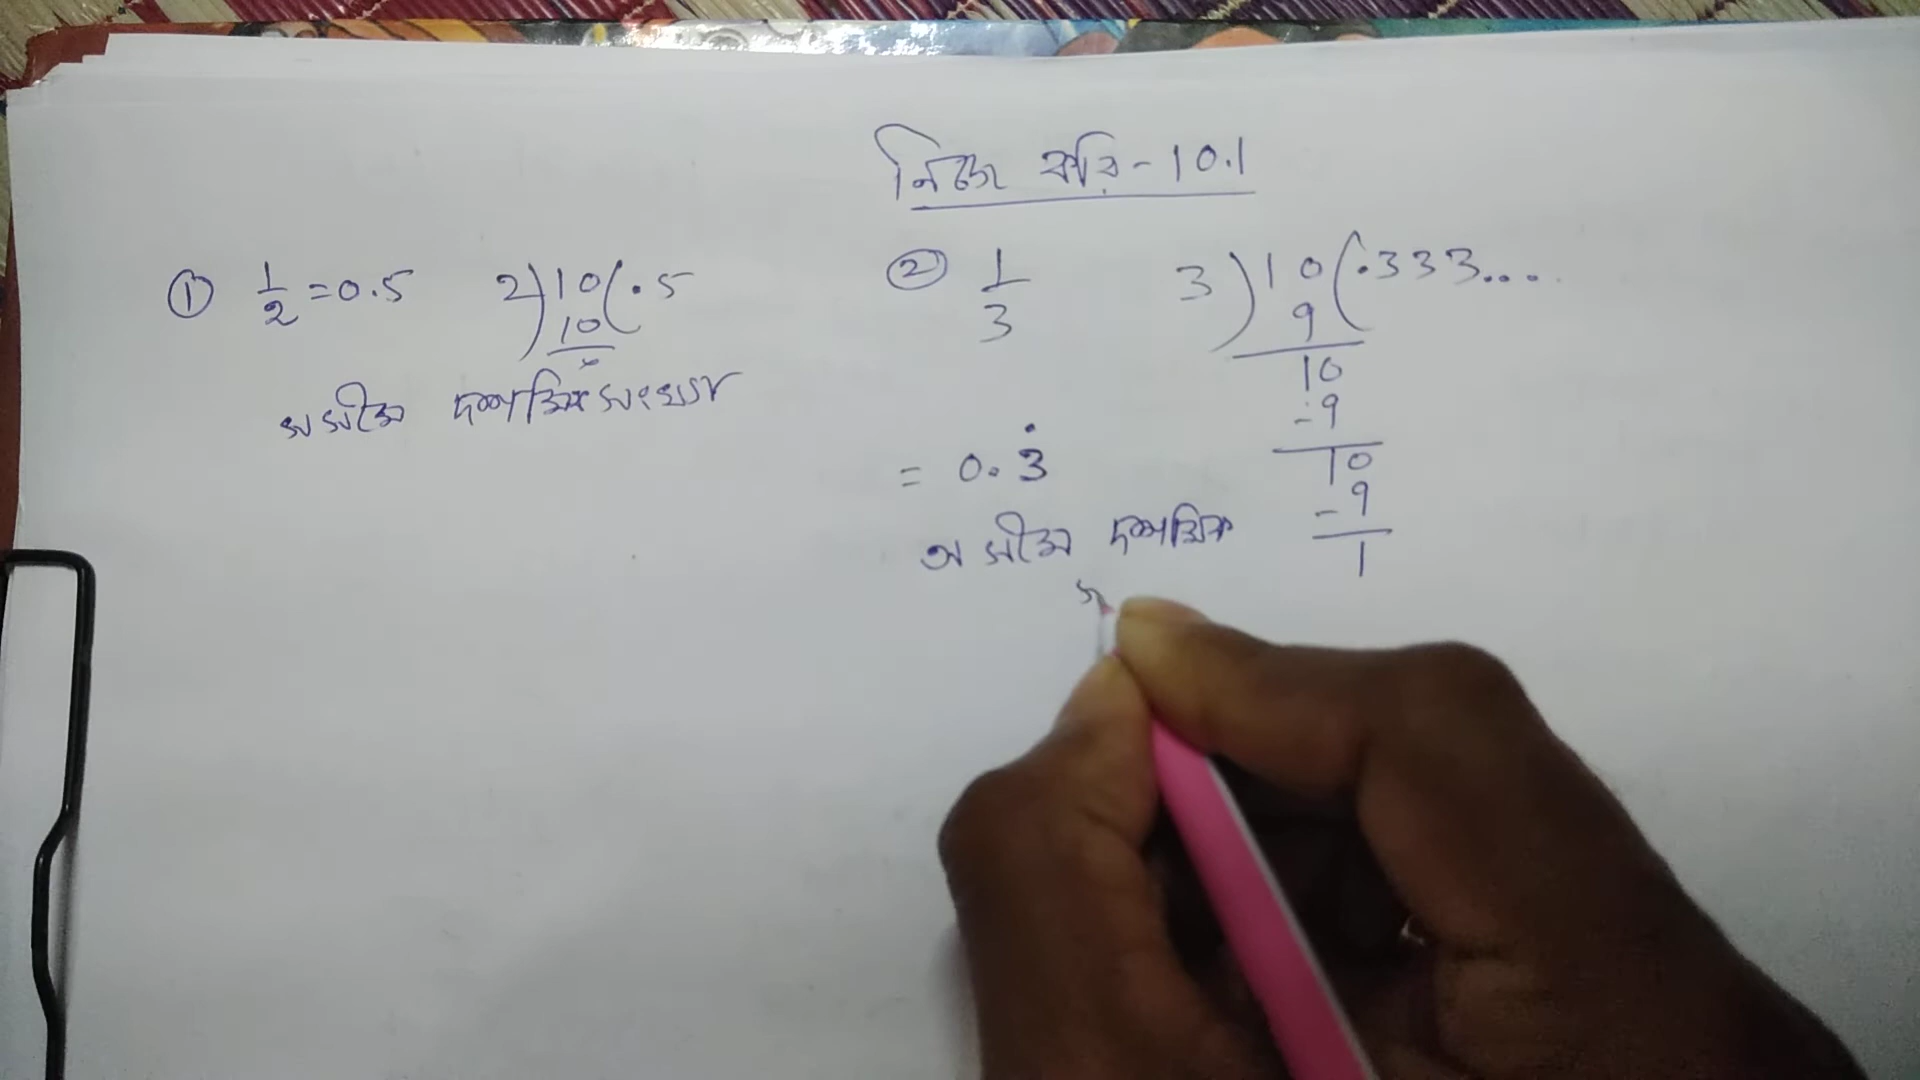 নিজে করি - 10.1
① 1/2 = 0.5   2)10(.5
10
×
সসীম দশমিক সংখ্যা
② 1/3   3)10(.333....
9
10
-9
10
-9
1
= 0.3̇
অসীম দশমিক
স